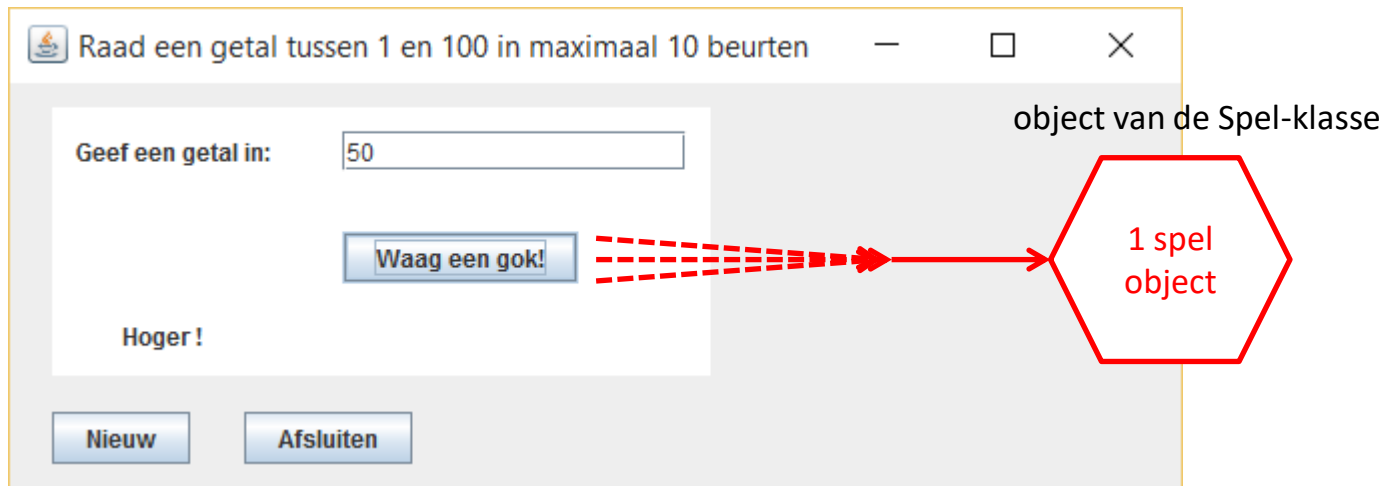 Raad een getal tussen 1 en 100 in maximaal 10 beurten
object van de Spel-klasse
Geef een getal in:
50
Waag een gok!
1 spel
object
Hoger !
Nieuw
Afsluiten